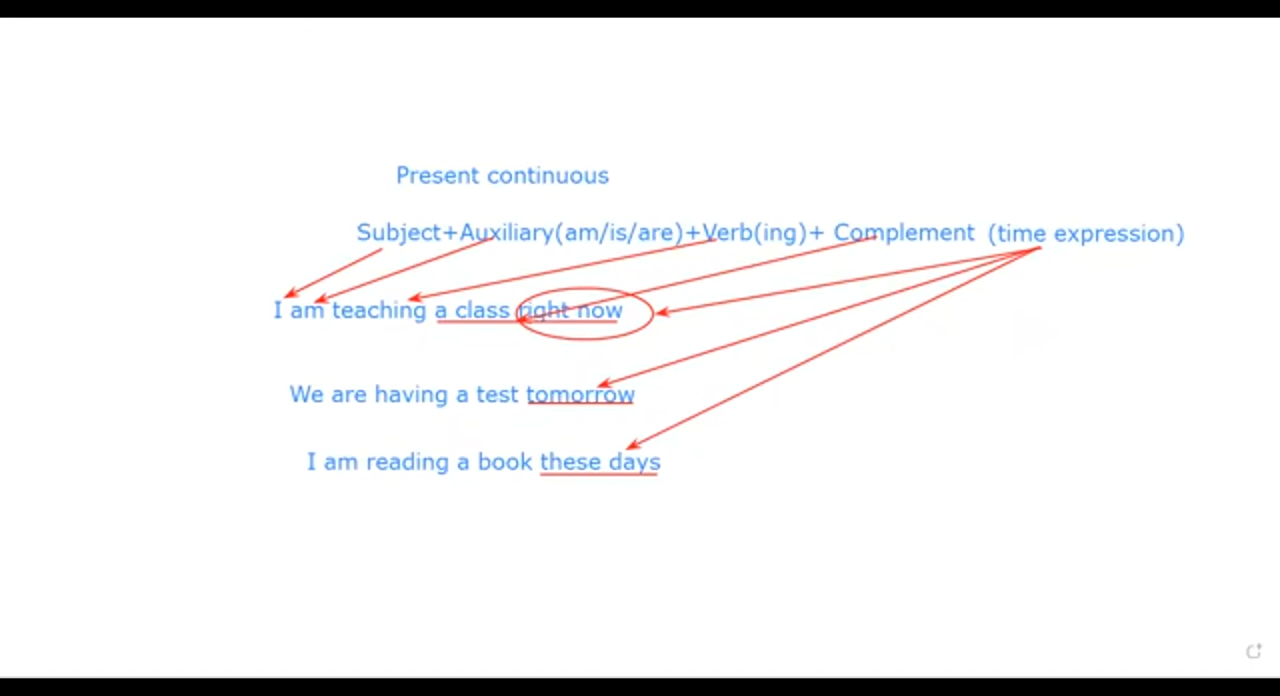 Present continuous
Subject+Auxiliary(am/is/are)+Verb(ing)+ Complement (time expression)
I am teaching a class right now
We are having a test tomorrow
I am reading a book these days